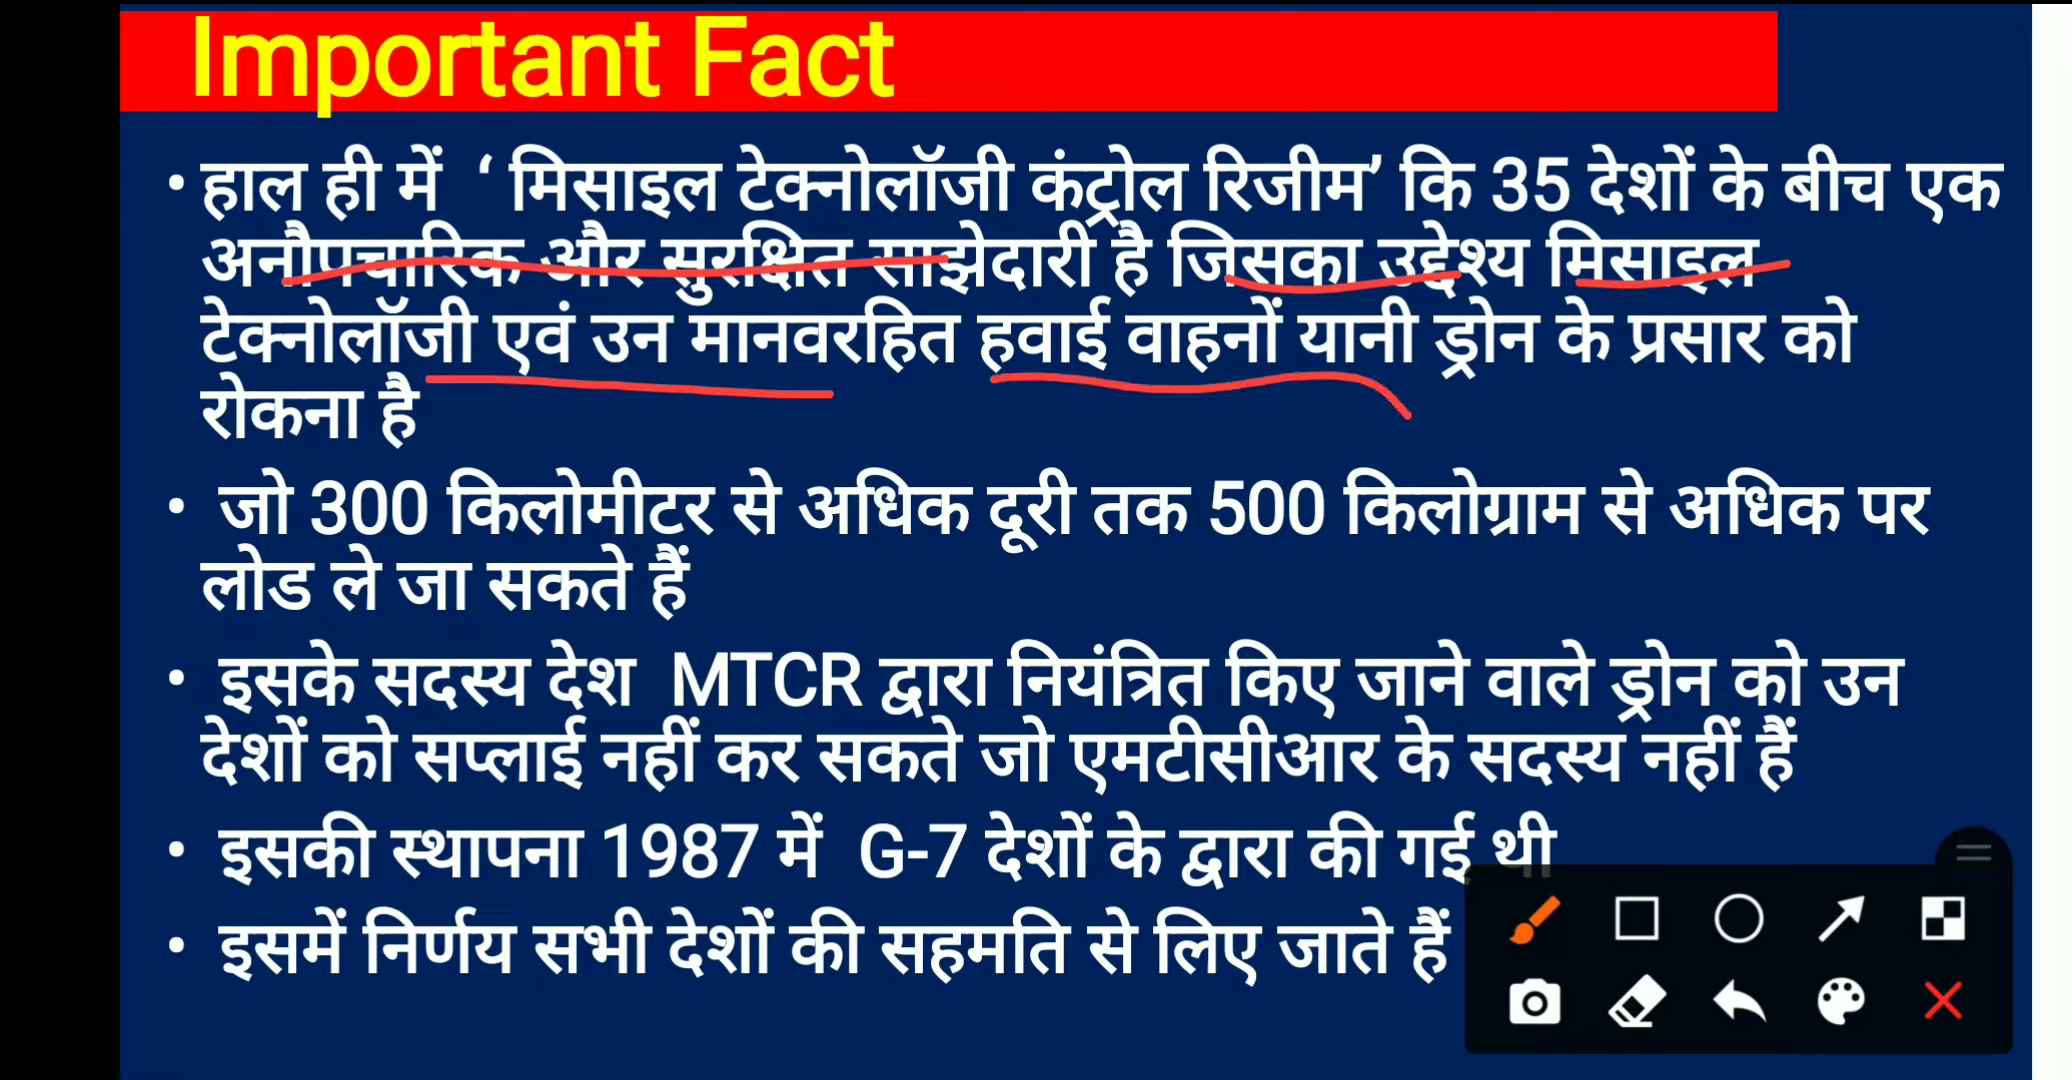 Important Fact
• हाल ही में ‘ मिसाइल टेक्नोलॉजी कंट्रोल रिजीम’ कि 35 देशों के बीच एक
अनौपचारिक और सुरक्षित साझेदारी है जिसका उद्देश्य मिसाइल
टेक्नोलॉजी एवं उन मानवरहित हवाई वाहनों यानी ड्रोन के प्रसार को
रोकना है
• जो 300 किलोमीटर से अधिक दूरी तक 500 किलोग्राम से अधिक पर
लोड ले जा सकते हैं
• इसके सदस्य देश MTCR द्वारा नियंत्रित किए जाने वाले ड्रोन को उन
देशों को सप्लाई नहीं कर सकते जो एमटीसीआर के सदस्य नहीं हैं
• इसकी स्थापना 1987 में G-7 देशों के द्वारा की गई थी
• इसमें निर्णय सभी देशों की सहमति से लिए जाते हैं